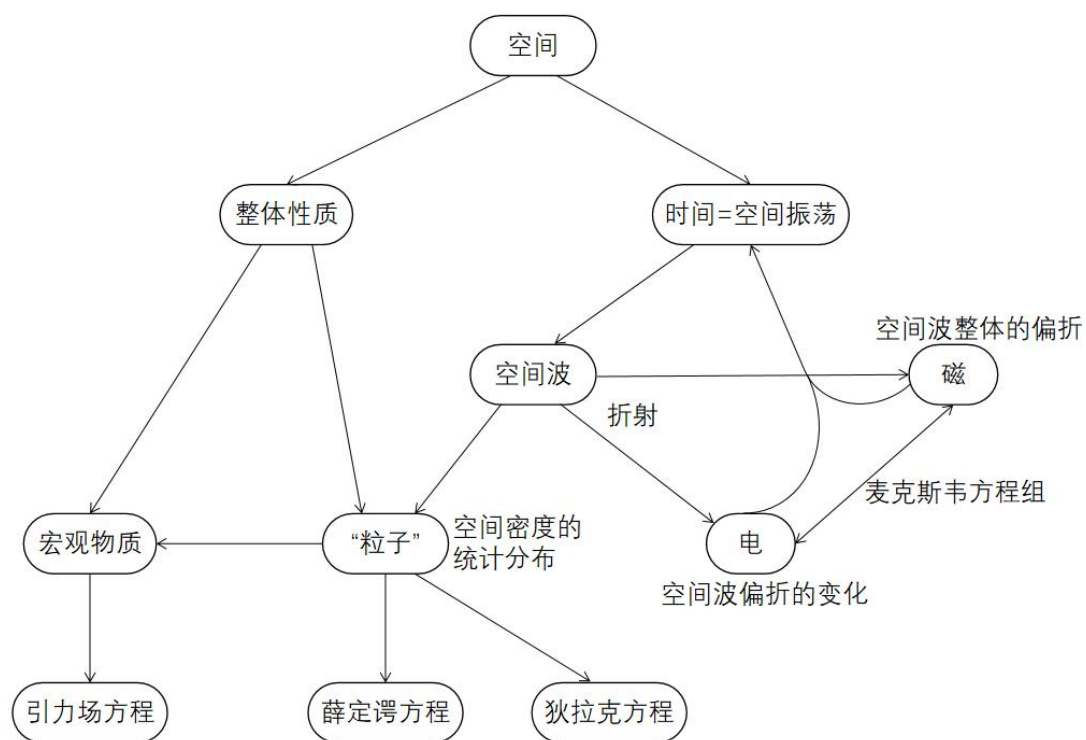 空间
整体性质
时间=空间振荡
空间波整体的偏折
空间波
磁
折射
麦克斯韦方程组
宏观物质
“粒子”
空间密度的
统计分布
电
空间波偏折的变化
引力场方程
薛定谔方程
狄拉克方程